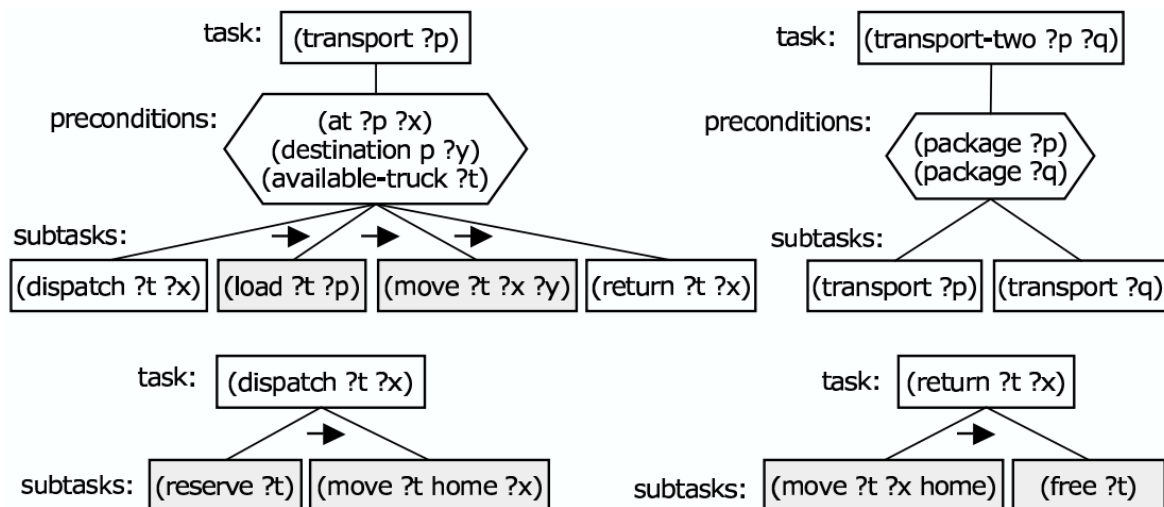 task: (transport ?p)
preconditions: (at ?p ?x)
(destination p ?y)
(available-truck ?t)
subtasks:
(dispatch ?t ?x) (load ?t ?p) (move ?t ?x ?y) (return ?t ?x)
task: (transport-two ?p ?q)
preconditions: (package ?p)
(package ?q)
subtasks:
(transport ?p) (transport ?q)
task: (dispatch ?t ?x)
subtasks: (reserve ?t) (move ?t home ?x)
task: (return ?t ?x)
subtasks: (move ?t ?x home) (free ?t)